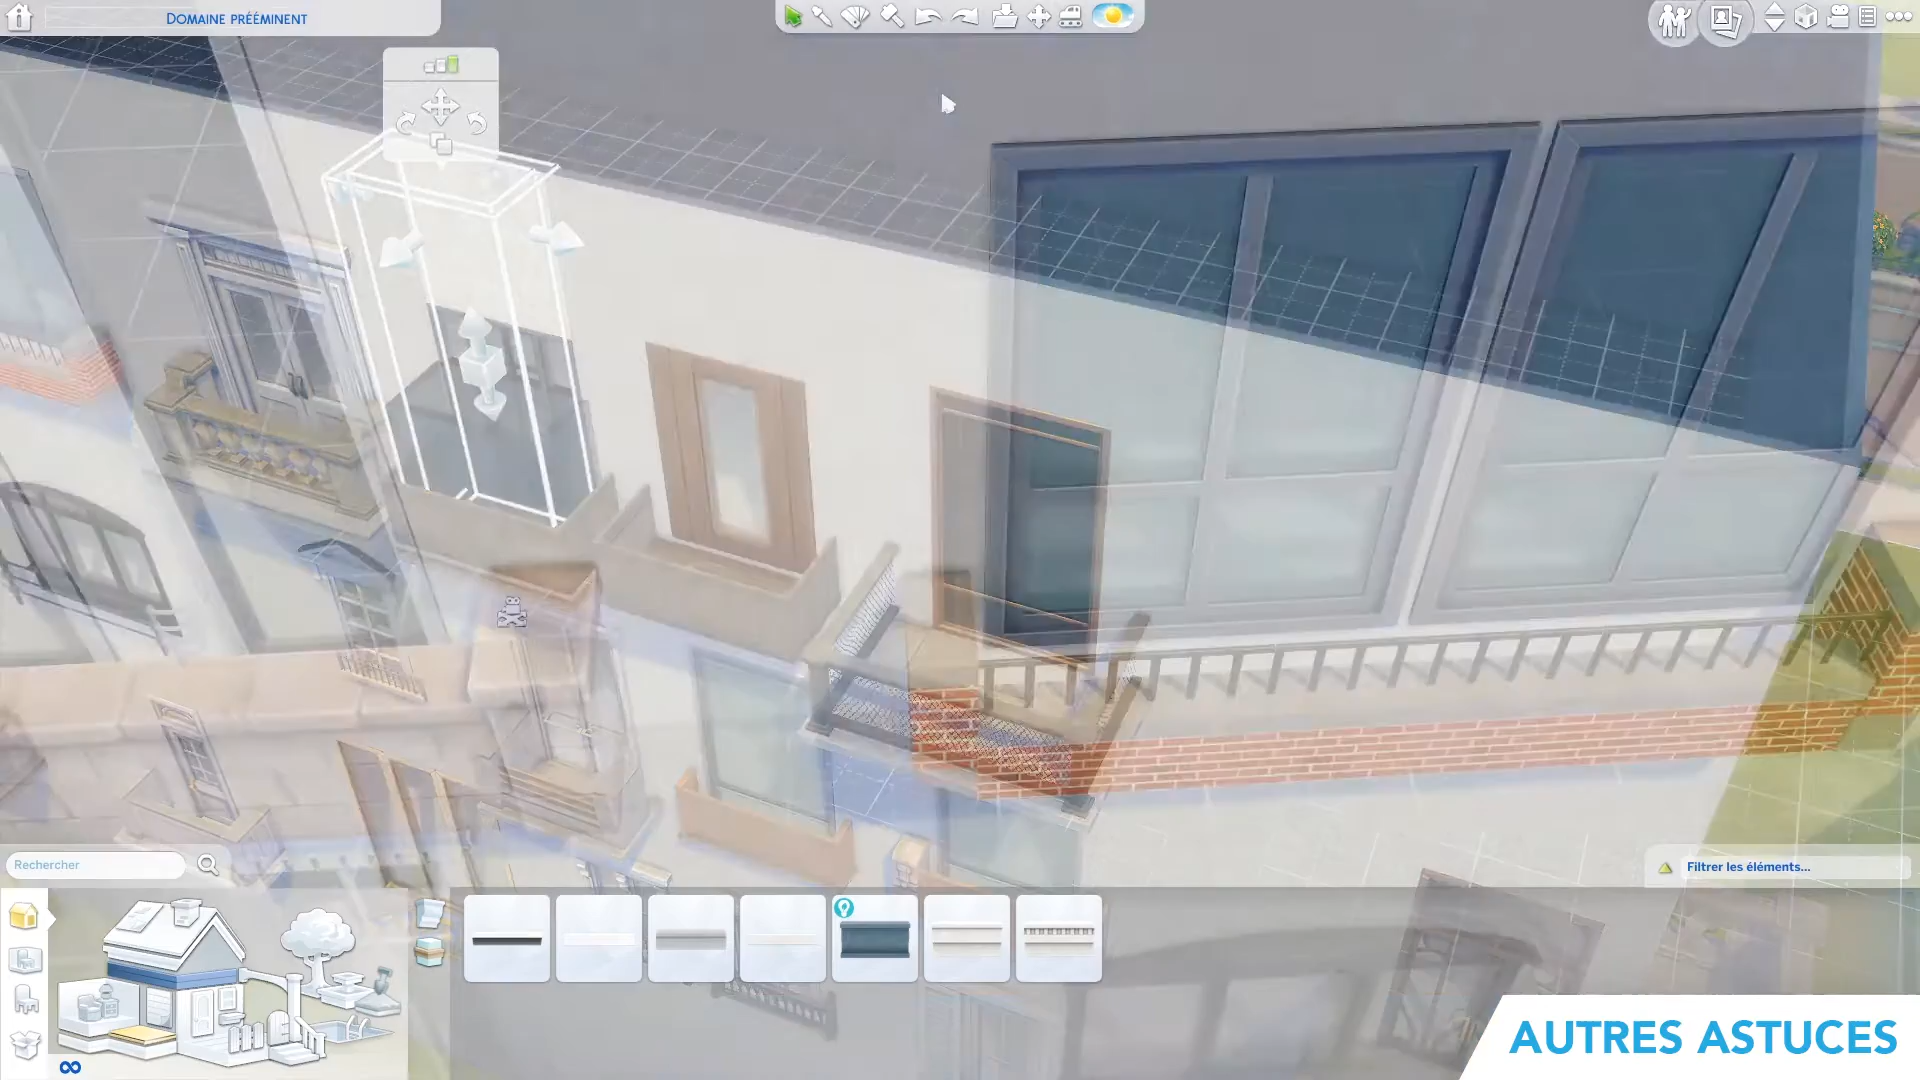 DOMAINE PRÉÉMINENT
Rechercher
Filtrer les éléments...
AUTRES ASTUCES